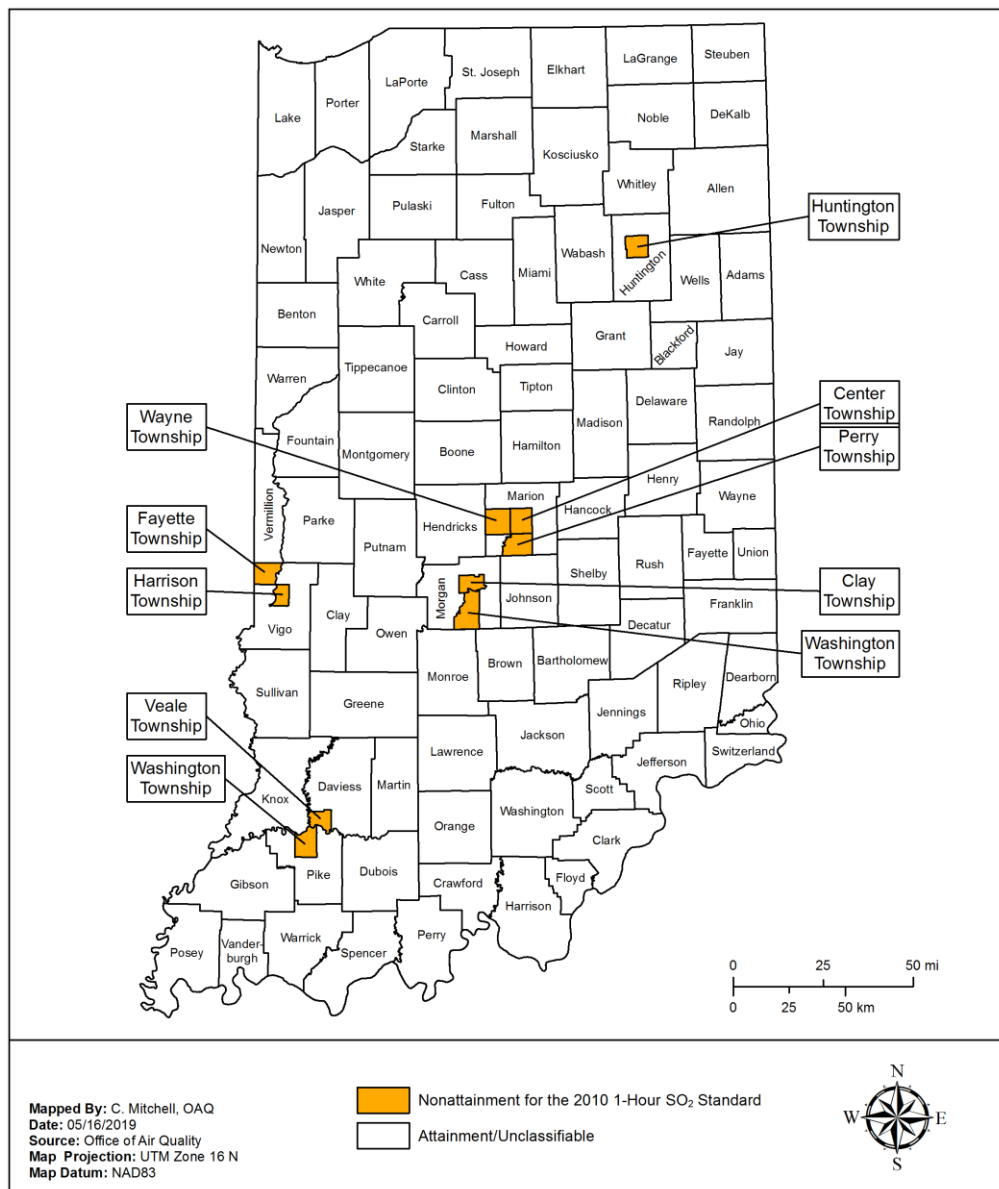 LaGrange
Steuben
St. Joseph
Elkhart
LaPorte
Porter
Lake
Noble
DeKalb
Starke
Marshall
Kosciusko
Whitley
Allen
Jasper
Pulaski
Fulton
Huntington
Township
Newton
White
Cass
Miami
Wabash
Huntington
Wells
Adams
Benton
Carroll
Grant
Blackford
Howard
Jay
Warren
Tippecanoe
Clinton
Tipton
Madison
Delaware
Randolph
Center
Township
Perry
Township
Wayne
Township
Fountain
Montgomery
Boone
Hamilton
Henry
Wayne
Vermillion
Parke
Hendricks
Marion
Hancock
Fayette
Township
Putnam
Rush
Fayette
Union
Harrison
Township
Shelby
Clay
Township
Morgan
Johnson
Franklin
Vigo
Clay
Owen
Decatur
Washington
Township
Monroe
Brown
Bartholomew
Ripley
Dearborn
Sullivan
Greene
Jennings
Ohio
Veale
Township
Jackson
Switzerland
Lawrence
Jefferson
Washington
Township
Knox
Daviess
Martin
Scott
Washington
Orange
Clark
Gibson
Pike
Dubois
Crawford
Floyd
Harrison
Posey
Vander-
burgh
Warrick
Spencer
Perry
0 25 50 mi
0 25 50 km
Mapped By: C. Mitchell, OAQ
Date: 05/16/2019
Source: Office of Air Quality
Map Projection: UTM Zone 16 N
Map Datum: NAD83
Nonattainment for the 2010 1-Hour SO₂ Standard
Attainment/Unclassifiable
N
W
E
S